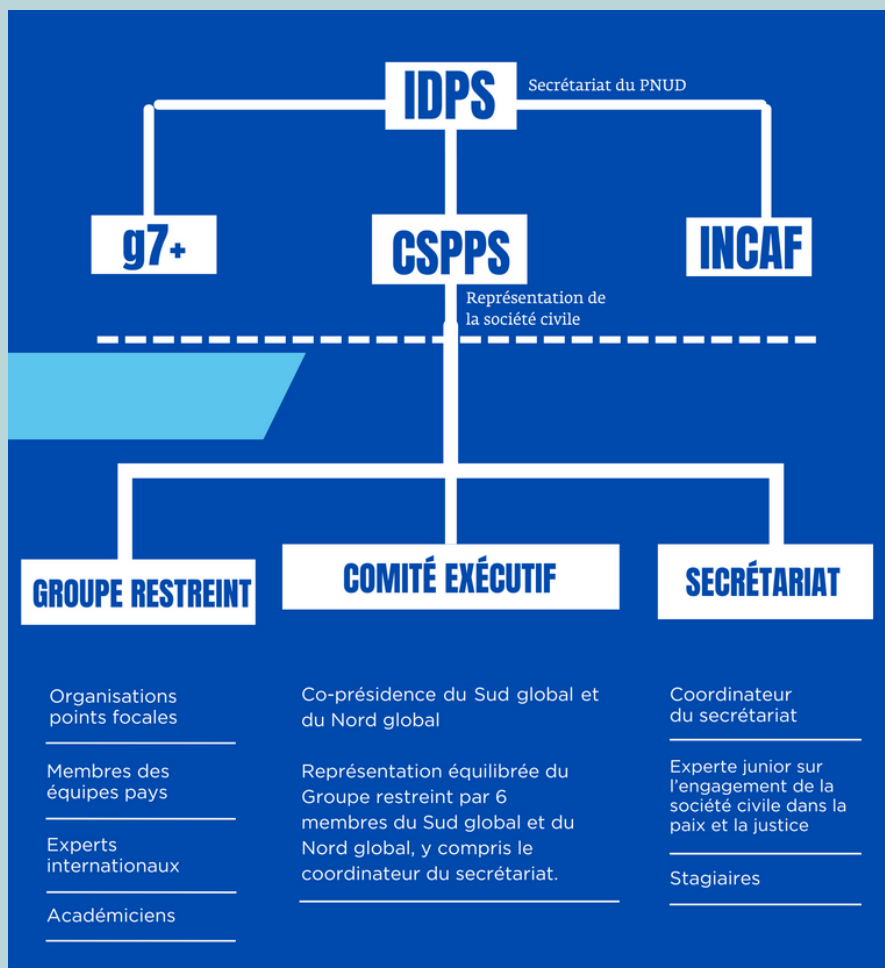 IDPS
Secrétariat du PNUD
g7+
CSPPS
INCAF
Représentation de
la société civile
GROUPE RESTREINT
COMITÉ EXÉCUTIF
SECRÉTARIAT
Organisations
points focales
Membres des
équipes pays
Experts
internationaux
Académiciens
Co-présidence du Sud global et
du Nord global
Représentation équilibrée du
Groupe restreint par 6
membres du Sud global et du
Nord global, y compris le
coordinateur du secrétariat.
Coordinateur
du secrétariat
Experte junior sur
l'engagement de la
société civile dans la
paix et la justice
Stagiaires